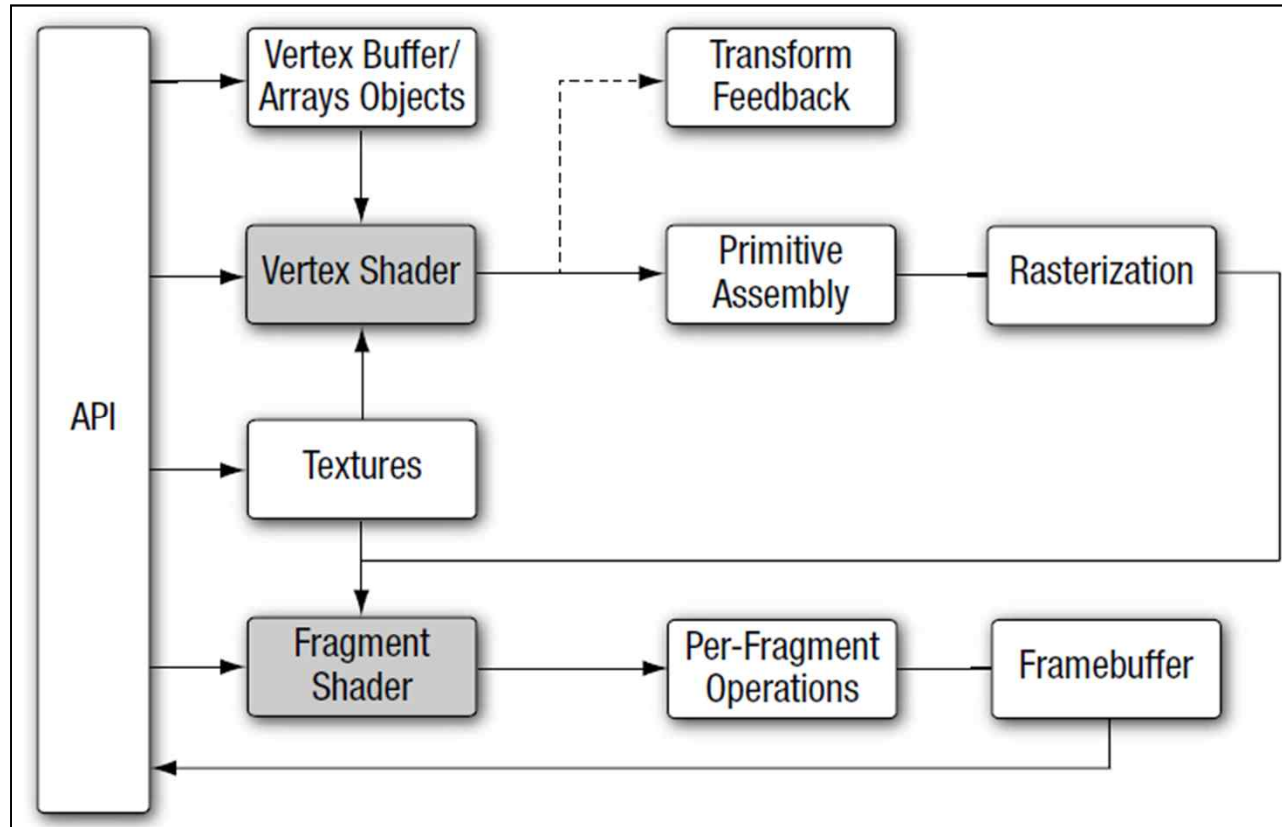 Vertex Buffer/
Arrays Objects
Transform
Feedback
Vertex Shader
Primitive
Assembly
Rasterization
API
Textures
Fragment
Shader
Per-Fragment
Operations
Framebuffer